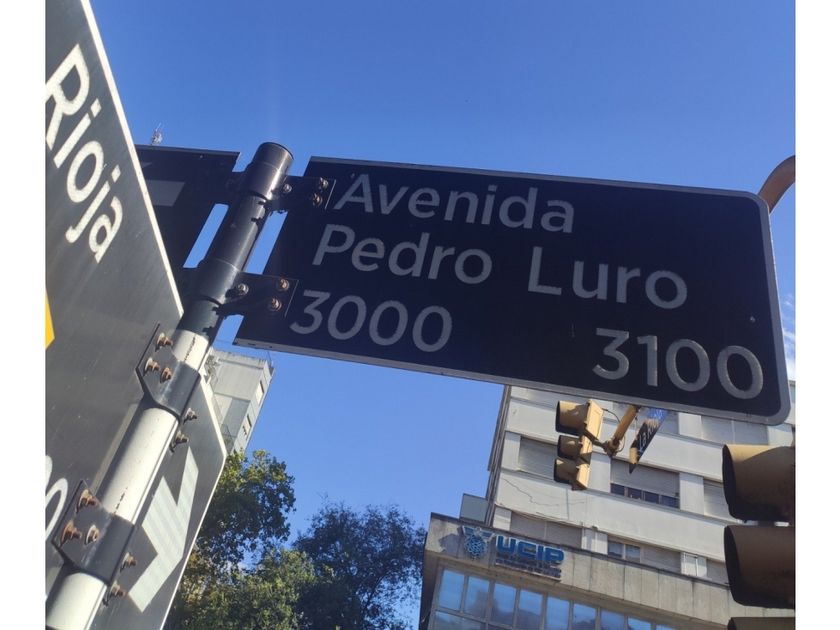 Rioja
Avenida
Pedro Luro
3000 3100
UCIP